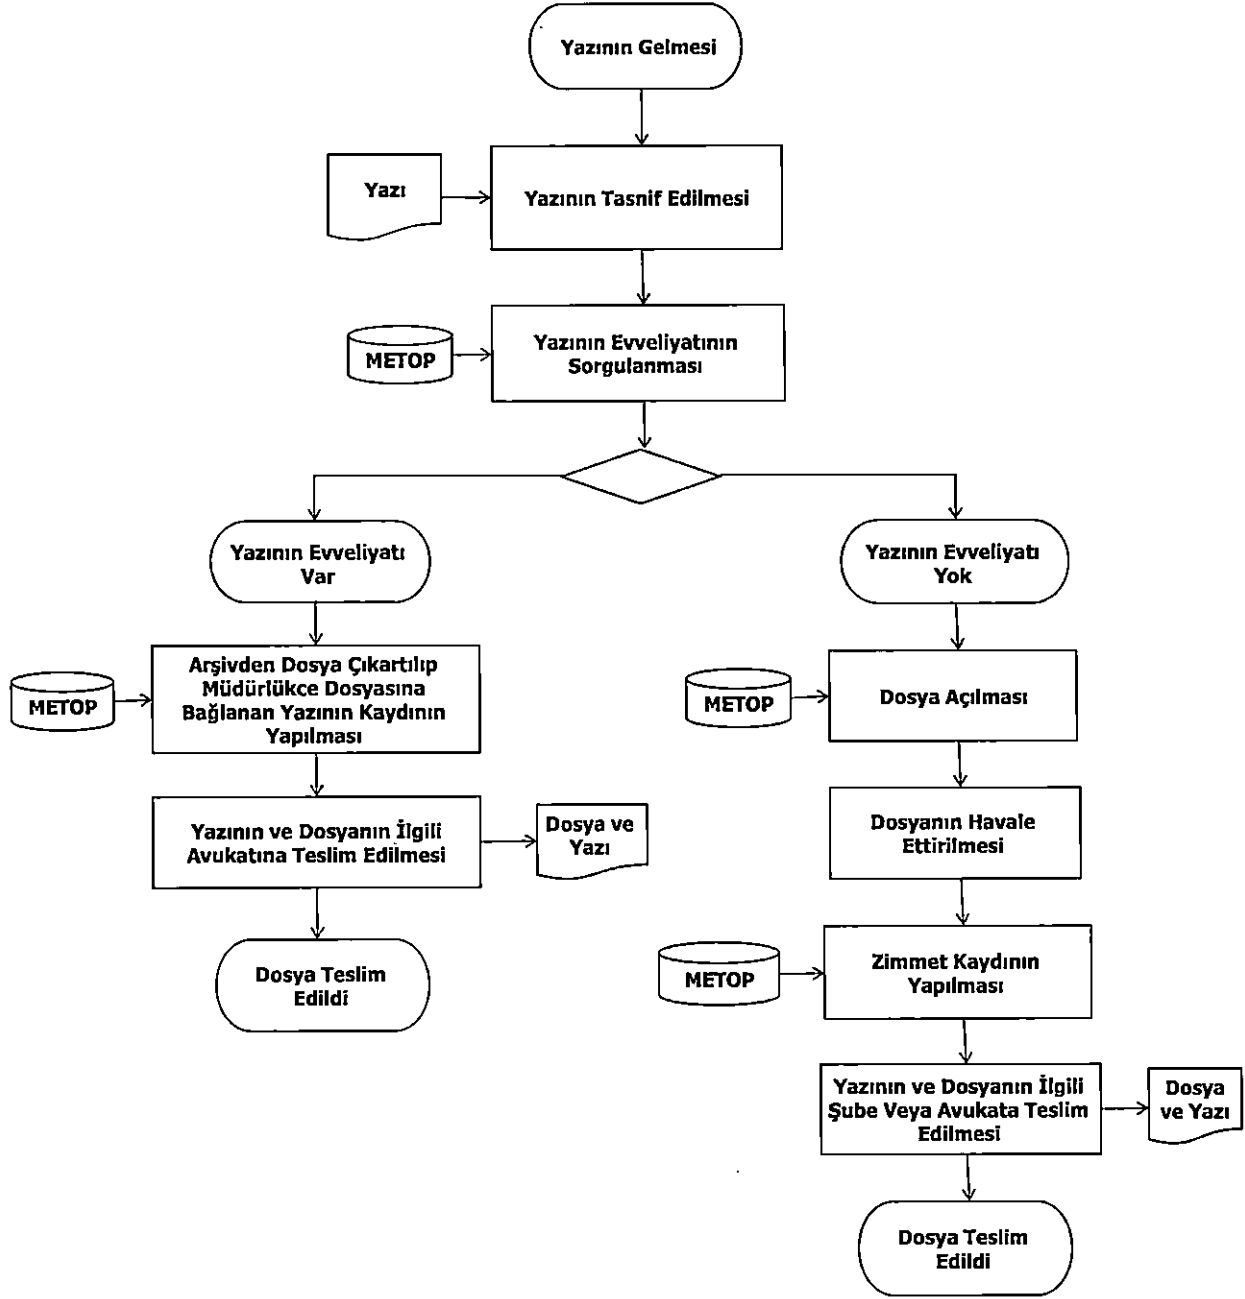 Yazının Gelmesi
Yazı
Yazının Tasnif Edilmesi
METOP
Yazının Evveliyatının
Sorgulanması
Yazının Evveliyatı
Var
Yazının Evveliyatı
Yok
METOP
Arşivden Dosya Çıkartılıp
Müdürlükce Dosyasına
Bağlanan Yazının Kaydının
Yapılması
METOP
Dosya Açılması
Yazının ve Dosyanın İlgili
Avukatına Teslim Edilmesi
Dosya ve
Yazı
Dosyanın Havale
Ettirilmesi
Dosya Teslim
Edildi
METOP
Zimmet Kaydının
Yapılması
Yazının ve Dosyanın İlgili
Şube Veya Avukata Teslim
Edilmesi
Dosya
ve Yazı
Dosya Teslim
Edildi